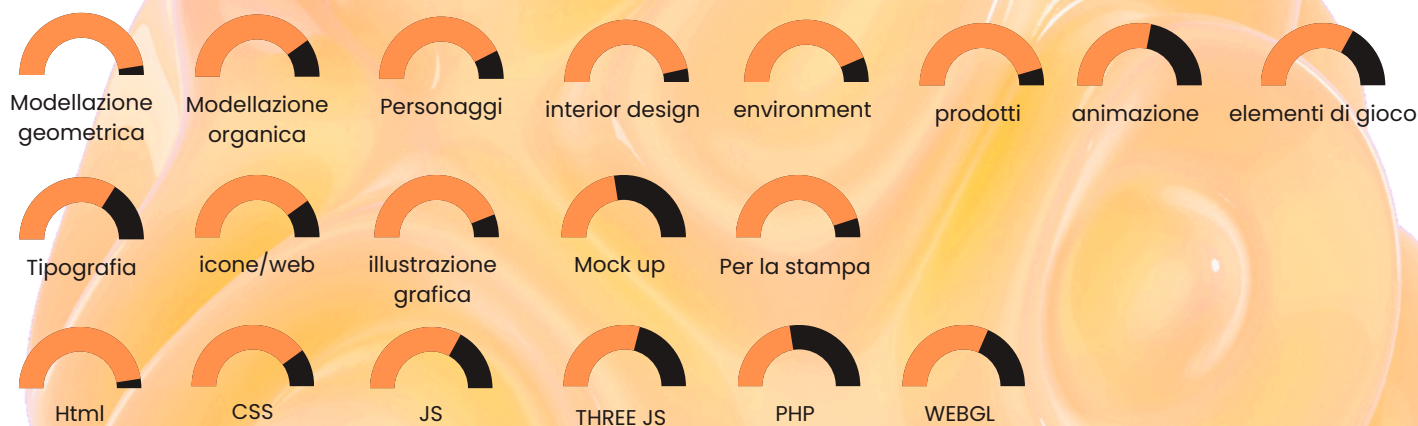 Modellazione
geometrica
Modellazione
organica
Personaggi
interior design
environment
prodotti
animazione
elementi di gioco
Tipografia
icone/web
illustrazione
grafica
Mock up
Per la stampa
Html
CSS
JS
THREE JS
PHP
WEBGL